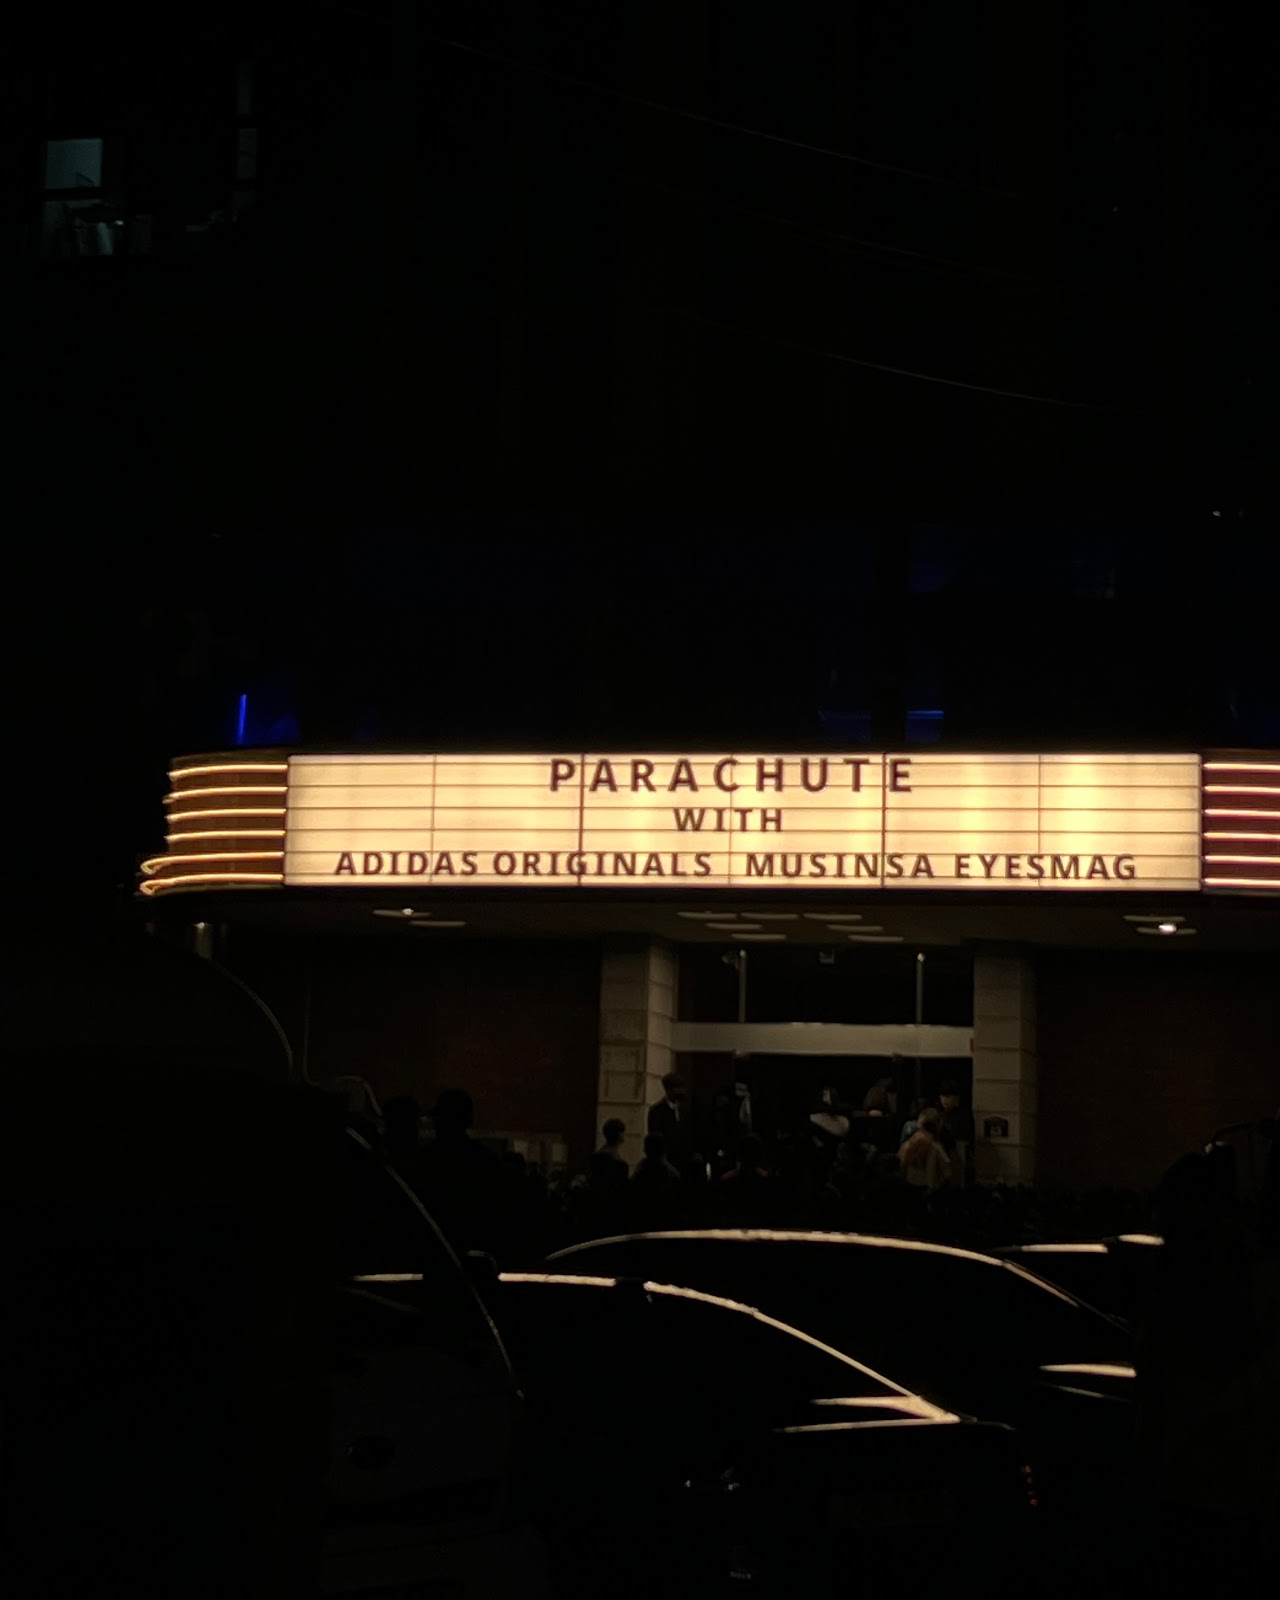 PARACHUTE
WITH
ADIDAS ORIGINALS MUSINSA EYESMAG